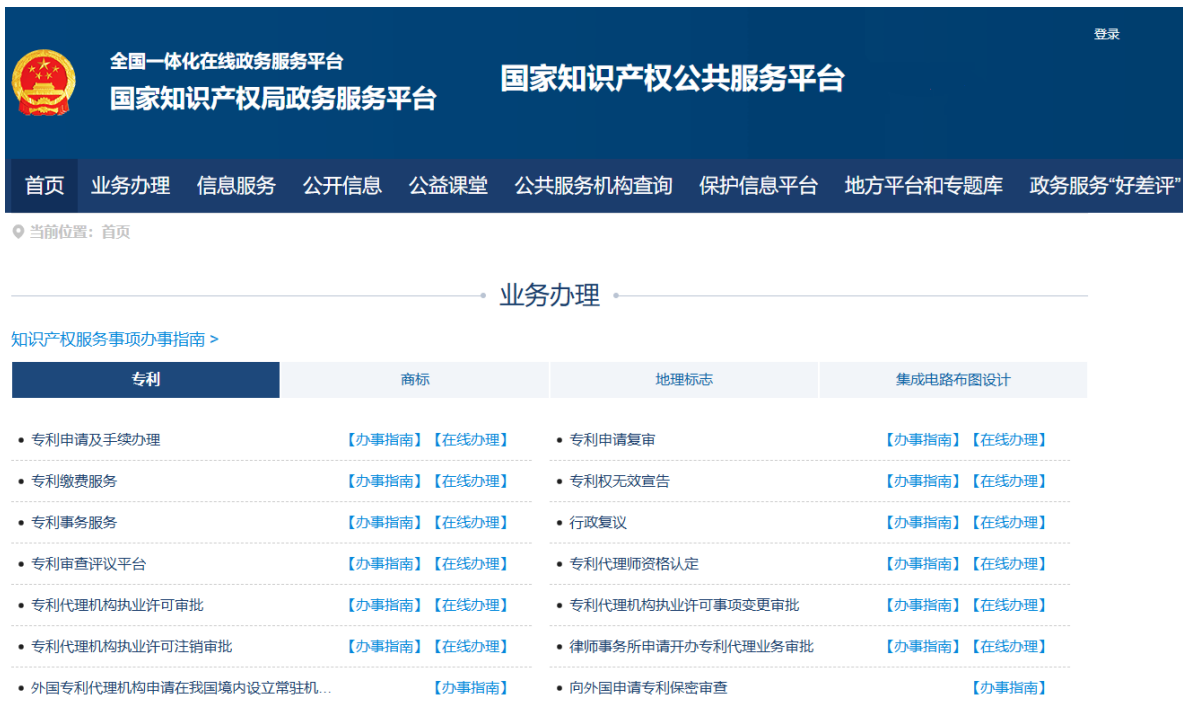 登录
全国一体化在线政务服务平台
国家知识产权局政务服务平台
国家知识产权公共服务平台
首页 业务办理 信息服务 公开信息 公益课堂 公共服务机构查询 保护信息平台 地方平台和专题库 政务服务“好差评”
当前位置：首页
业务办理
知识产权服务事项办事指南 >
专利 商标 地理标志 集成电路布图设计
• 专利申请及手续办理 【办事指南】【在线办理】 • 专利申请复审 【办事指南】【在线办理】
• 专利缴费服务 【办事指南】【在线办理】 • 专利权无效宣告 【办事指南】【在线办理】
• 专利事务服务 【办事指南】【在线办理】 • 行政复议 【办事指南】【在线办理】
• 专利审查评议平台 【办事指南】【在线办理】 • 专利代理师资格认定 【办事指南】【在线办理】
• 专利代理机构执业许可审批 【办事指南】【在线办理】 • 专利代理机构执业许可事项变更审批 【办事指南】【在线办理】
• 专利代理机构执业许可注销审批 【办事指南】【在线办理】 • 律师事务所申请开办专利代理业务审批 【办事指南】【在线办理】
• 外国专利代理机构申请在我国境内设立常驻机... 【办事指南】 • 向外国申请专利保密审查 【办事指南】